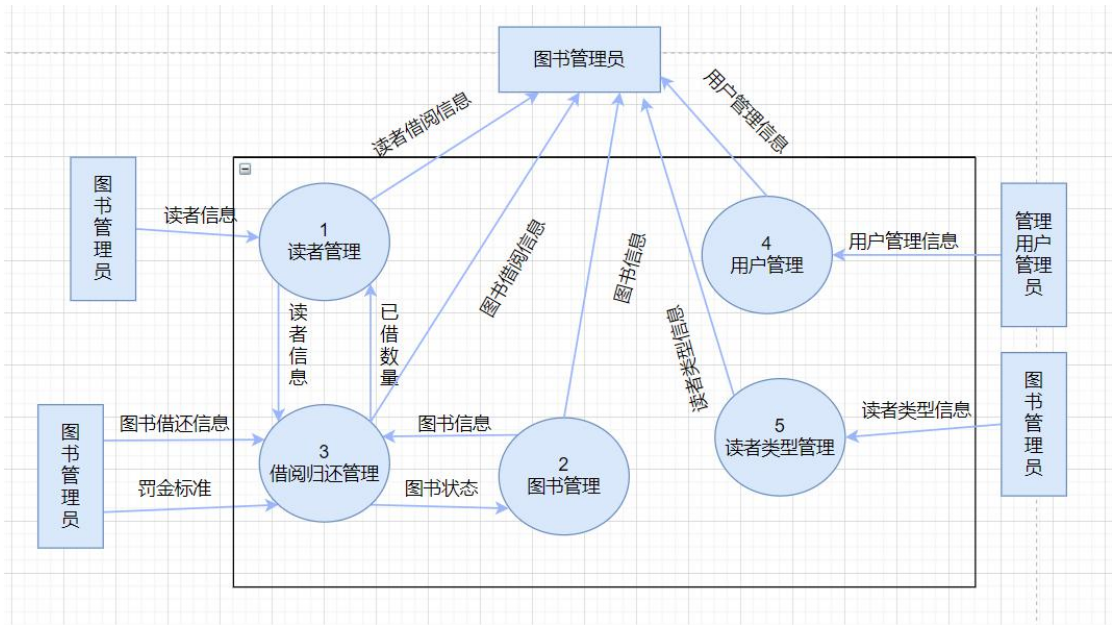 图书管理员
用户管理信息
读者借阅信息
图书管理员
读者信息
1
读者管理
图书借阅信息
图书信息
4
用户管理
用户管理信息
管理用户管理员
读者信息
已借数量
读者类型信息
图书管理员
图书借还信息
罚金标准
3
借阅归还管理
图书信息
图书状态
2
图书管理
5
读者类型管理
读者类型信息
图书管理员